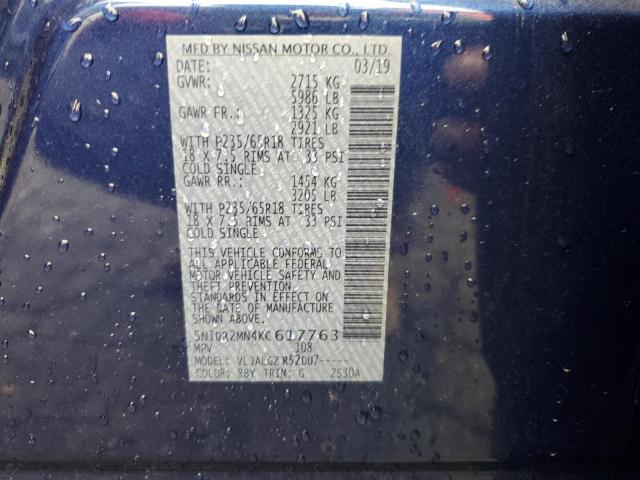 MFD BY NISSAN MOTOR CO., LTD
DATE: 03/19
GVWR: 2715 KG
5986 LB
GAWR FR.: 1325 KG
2921 LB
WITH P235/65R18 TIRES
18 X 7.5 RIMS AT 33 PSI
COLD SINGLE
GAWR RR.: 1454 KG
3205 LB
WITH P235/65R18 TIRES
18 X 7.5 RIMS AT 33 PSI
COLD SINGLE
THIS VEHICLE CONFORMS TO
ALL APPLICABLE FEDERAL
MOTOR VEHICLE SAFETY AND
THEFT PREVENTION
STANDARDS IN EFFECT ON
THE DATE OF MANUFACTURE
SHOWN ABOVE.
5N1DR2MN4KC617763
MPV 108
MODEL: VLJALGZ R52DU7-----
COLOR: RBY TRIM: G 2530A